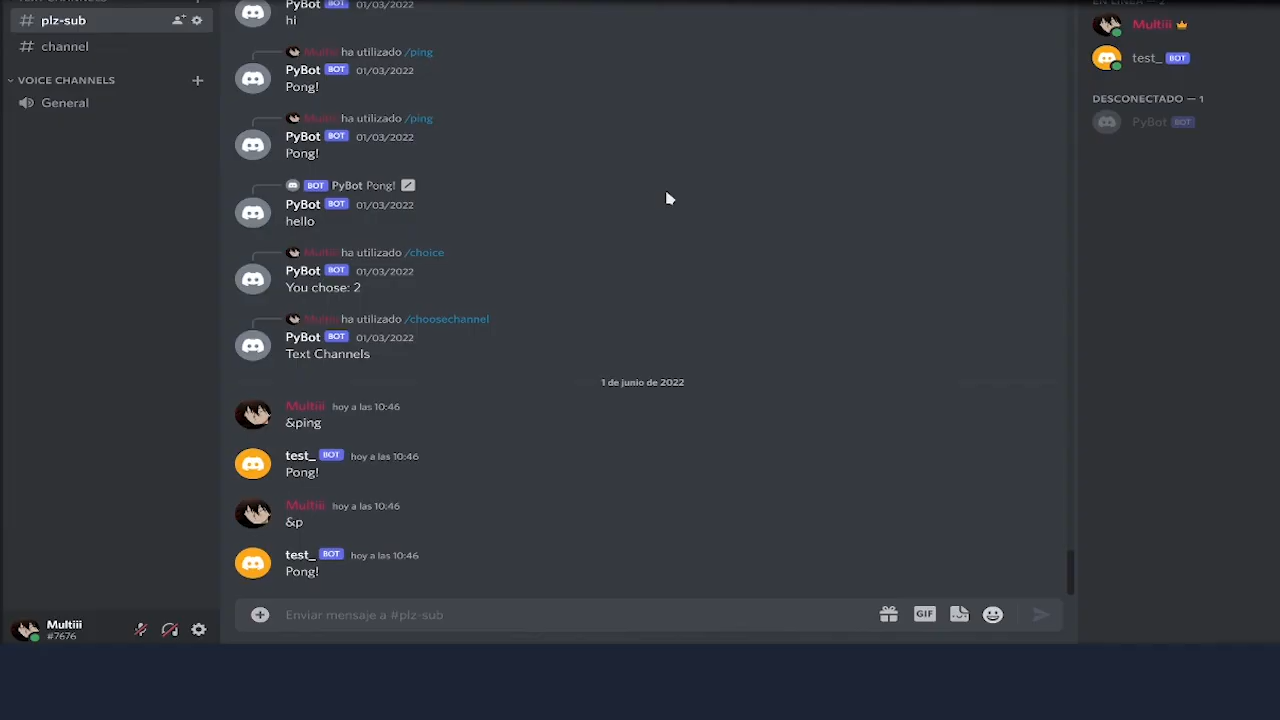 plz-sub
channel
VOICE CHANNELS
General
Multiii
#7676
PyBot BOT 01/03/2022
hi
Multiii ha utilizado /ping
PyBot BOT 01/03/2022
Pong!
Multiii ha utilizado /ping
PyBot BOT 01/03/2022
Pong!
BOT PyBot Pong!
PyBot BOT 01/03/2022
hello
Multiii ha utilizado /choice
PyBot BOT 01/03/2022
You chose: 2
Multiii ha utilizado /choosechannel
PyBot BOT 01/03/2022
Text Channels
1 de junio de 2022
Multiii hoy a las 10:46
&ping
test_ BOT hoy a las 10:46
Pong!
Multiii hoy a las 10:46
&p
test_ BOT hoy a las 10:46
Pong!
Enviar mensaje a #plz-sub
GIF
Multiii
test_ BOT
DESCONECTADO — 1
PyBot BOT